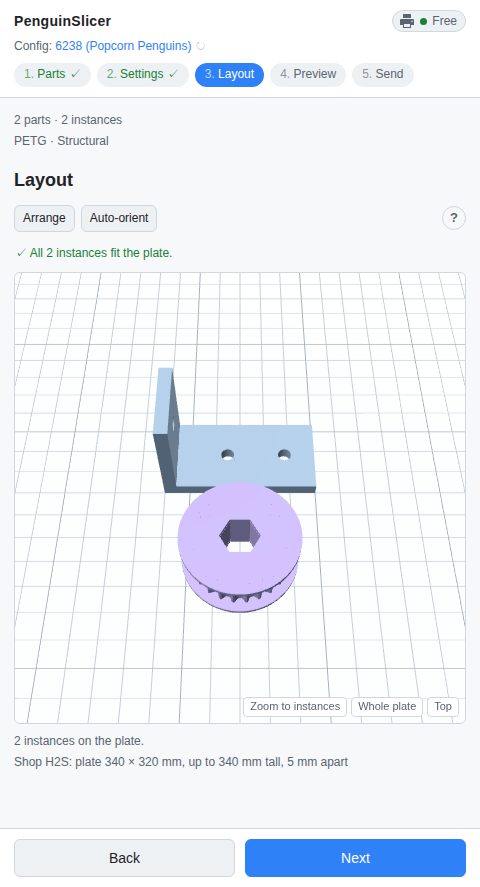 PenguinSlicer
Free
Config: 6238 (Popcorn Penguins)
1. Parts ✓
2. Settings ✓
3. Layout
4. Preview
5. Send
2 parts · 2 instances
PETG · Structural
Layout
Arrange
Auto-orient
?
✓ All 2 instances fit the plate.
Zoom to instances
Whole plate
Top
2 instances on the plate.
Shop H2S: plate 340 × 320 mm, up to 340 mm tall, 5 mm apart
Back
Next